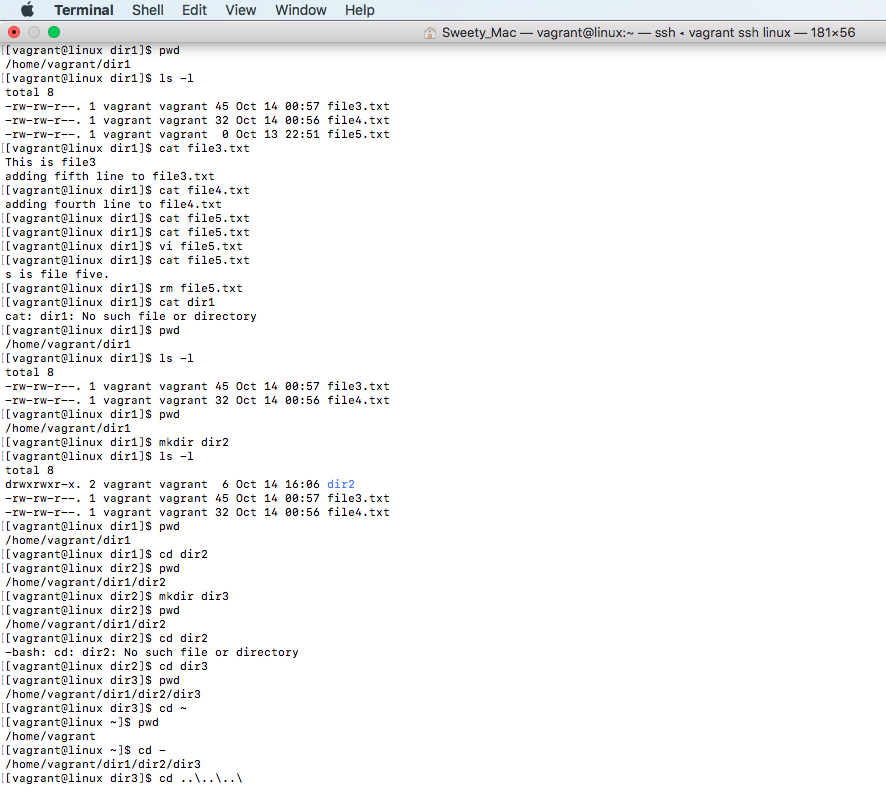 Terminal Shell Edit View Window Help
Sweety_Mac — vagrant@linux:~ — ssh ◂ vagrant ssh linux — 181×56
[[vagrant@linux dir1]$ pwd
/home/vagrant/dir1
[[vagrant@linux dir1]$ ls -l
total 8
-rw-rw-r--. 1 vagrant vagrant 45 Oct 14 00:57 file3.txt
-rw-rw-r--. 1 vagrant vagrant 32 Oct 14 00:56 file4.txt
-rw-rw-r--. 1 vagrant vagrant  0 Oct 13 22:51 file5.txt
[[vagrant@linux dir1]$ cat file3.txt
This is file3
adding fifth line to file3.txt
[[vagrant@linux dir1]$ cat file4.txt
adding fourth line to file4.txt
[[vagrant@linux dir1]$ cat file5.txt
[[vagrant@linux dir1]$ cat file5.txt
[[vagrant@linux dir1]$ vi file5.txt
[[vagrant@linux dir1]$ cat file5.txt
s is file five.
[[vagrant@linux dir1]$ rm file5.txt
[[vagrant@linux dir1]$ cat dir1
cat: dir1: No such file or directory
[[vagrant@linux dir1]$ pwd
/home/vagrant/dir1
[[vagrant@linux dir1]$ ls -l
total 8
-rw-rw-r--. 1 vagrant vagrant 45 Oct 14 00:57 file3.txt
-rw-rw-r--. 1 vagrant vagrant 32 Oct 14 00:56 file4.txt
[[vagrant@linux dir1]$ pwd
/home/vagrant/dir1
[[vagrant@linux dir1]$ mkdir dir2
[[vagrant@linux dir1]$ ls -l
total 8
drwxrwxr-x. 2 vagrant vagrant  6 Oct 14 16:06 dir2
-rw-rw-r--. 1 vagrant vagrant 45 Oct 14 00:57 file3.txt
-rw-rw-r--. 1 vagrant vagrant 32 Oct 14 00:56 file4.txt
[[vagrant@linux dir1]$ pwd
/home/vagrant/dir1
[[vagrant@linux dir1]$ cd dir2
[[vagrant@linux dir2]$ pwd
/home/vagrant/dir1/dir2
[[vagrant@linux dir2]$ mkdir dir3
[[vagrant@linux dir2]$ pwd
/home/vagrant/dir1/dir2
[[vagrant@linux dir2]$ cd dir2
-bash: cd: dir2: No such file or directory
[[vagrant@linux dir2]$ cd dir3
[[vagrant@linux dir3]$ pwd
/home/vagrant/dir1/dir2/dir3
[[vagrant@linux dir3]$ cd ~
[[vagrant@linux ~]$ pwd
/home/vagrant
[[vagrant@linux ~]$ cd -
/home/vagrant/dir1/dir2/dir3
[[vagrant@linux dir3]$ cd ..\..\..\